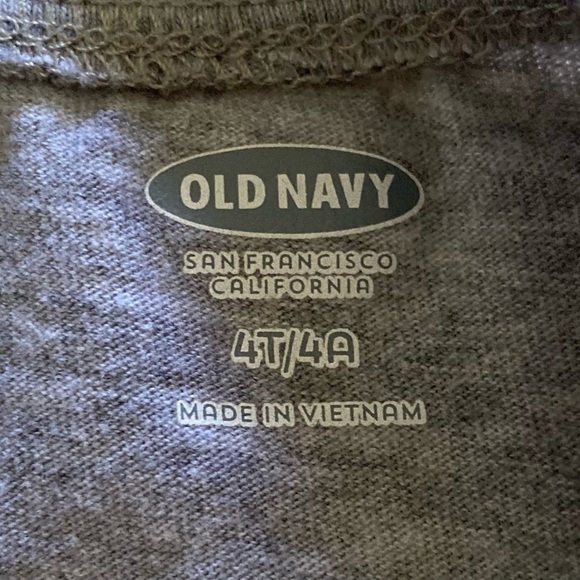 OLD NAVY
SAN FRANCISCO
CALIFORNIA
4T/4A
MADE IN VIETNAM